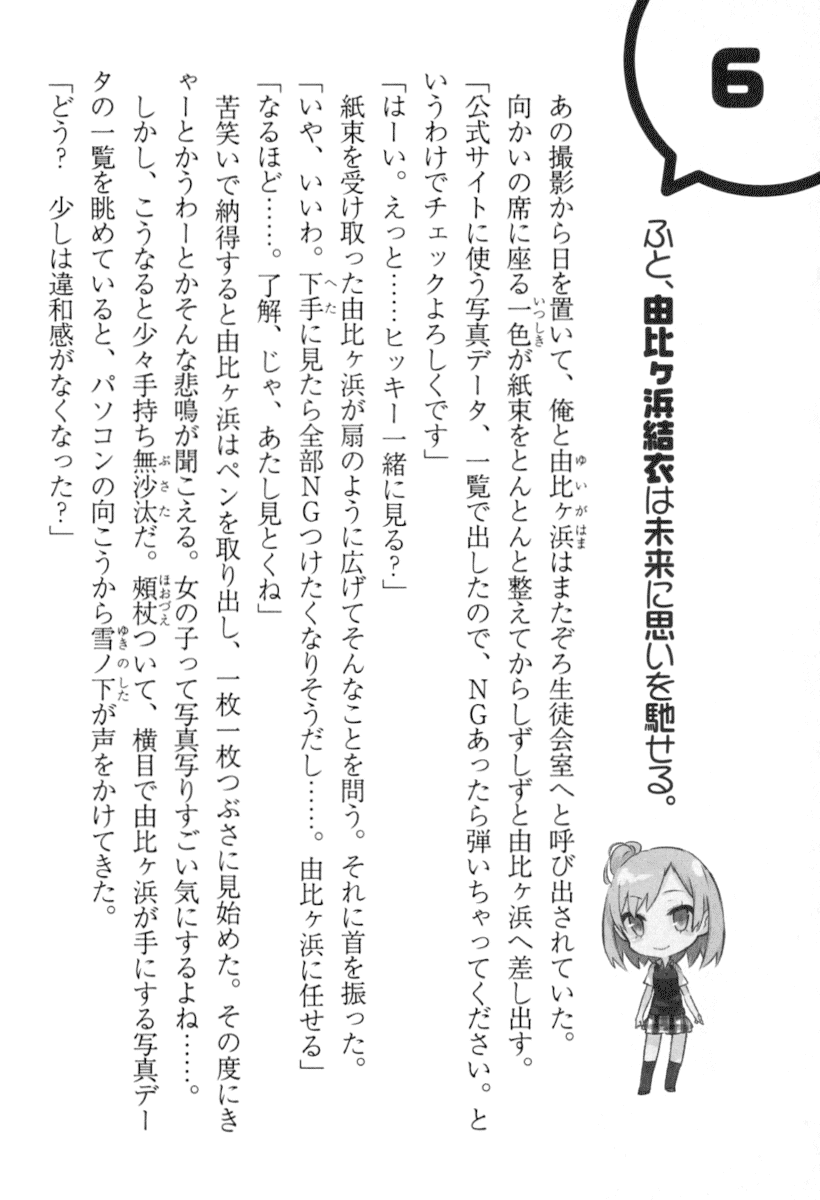 6
ふと、由比ヶ浜結衣は未来に思いを馳せる。
あの撮影から日を置いて、俺と由比ヶ浜はまたぞろ生徒会室へと呼び出されていた。
向かいの席に座る一色が紙束をとんとんと整えてからしずしずと由比ヶ浜へ差し出す。
「公式サイトに使う写真データ、一覧で出したので、NGあったら弾いちゃってください。と
いうわけでチェックよろしくです」
「はーい。えっと……ヒッキー一緒に見る?」
紙束を受け取った由比ヶ浜が扇のように広げてそんなことを問う。それに首を振った。
「いや、いいわ。下手に見たら全部NGつけたくなりそうだし……。由比ヶ浜に任せる」
「なるほど……。了解、じゃ、あたし見とくね」
苦笑いで納得すると由比ヶ浜はペンを取り出し、一枚一枚つぶさに見始めた。その度にき
ゃーとかうわーとかそんな悲鳴が聞こえる。女の子って写真写りすごい気にするよね……。
しかし、こうなると少々手持ち無沙汰だ。頰杖ついて、横目で由比ヶ浜が手にする写真デー
タの一覧を眺めていると、パソコンの向こうから雪ノ下が声をかけてきた。
「どう? 少しは違和感がなくなった?」